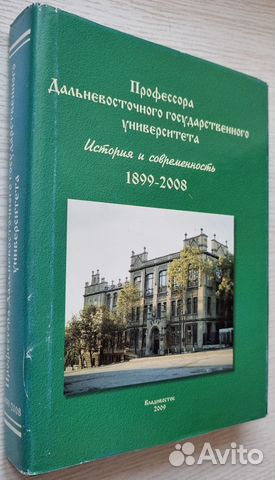 Профессора
Дальневосточного государственного
университета
История и современность
1899-2008
Владивосток
2009
Профессора Дальневосточного государственного
университета
1899-2008
Avito